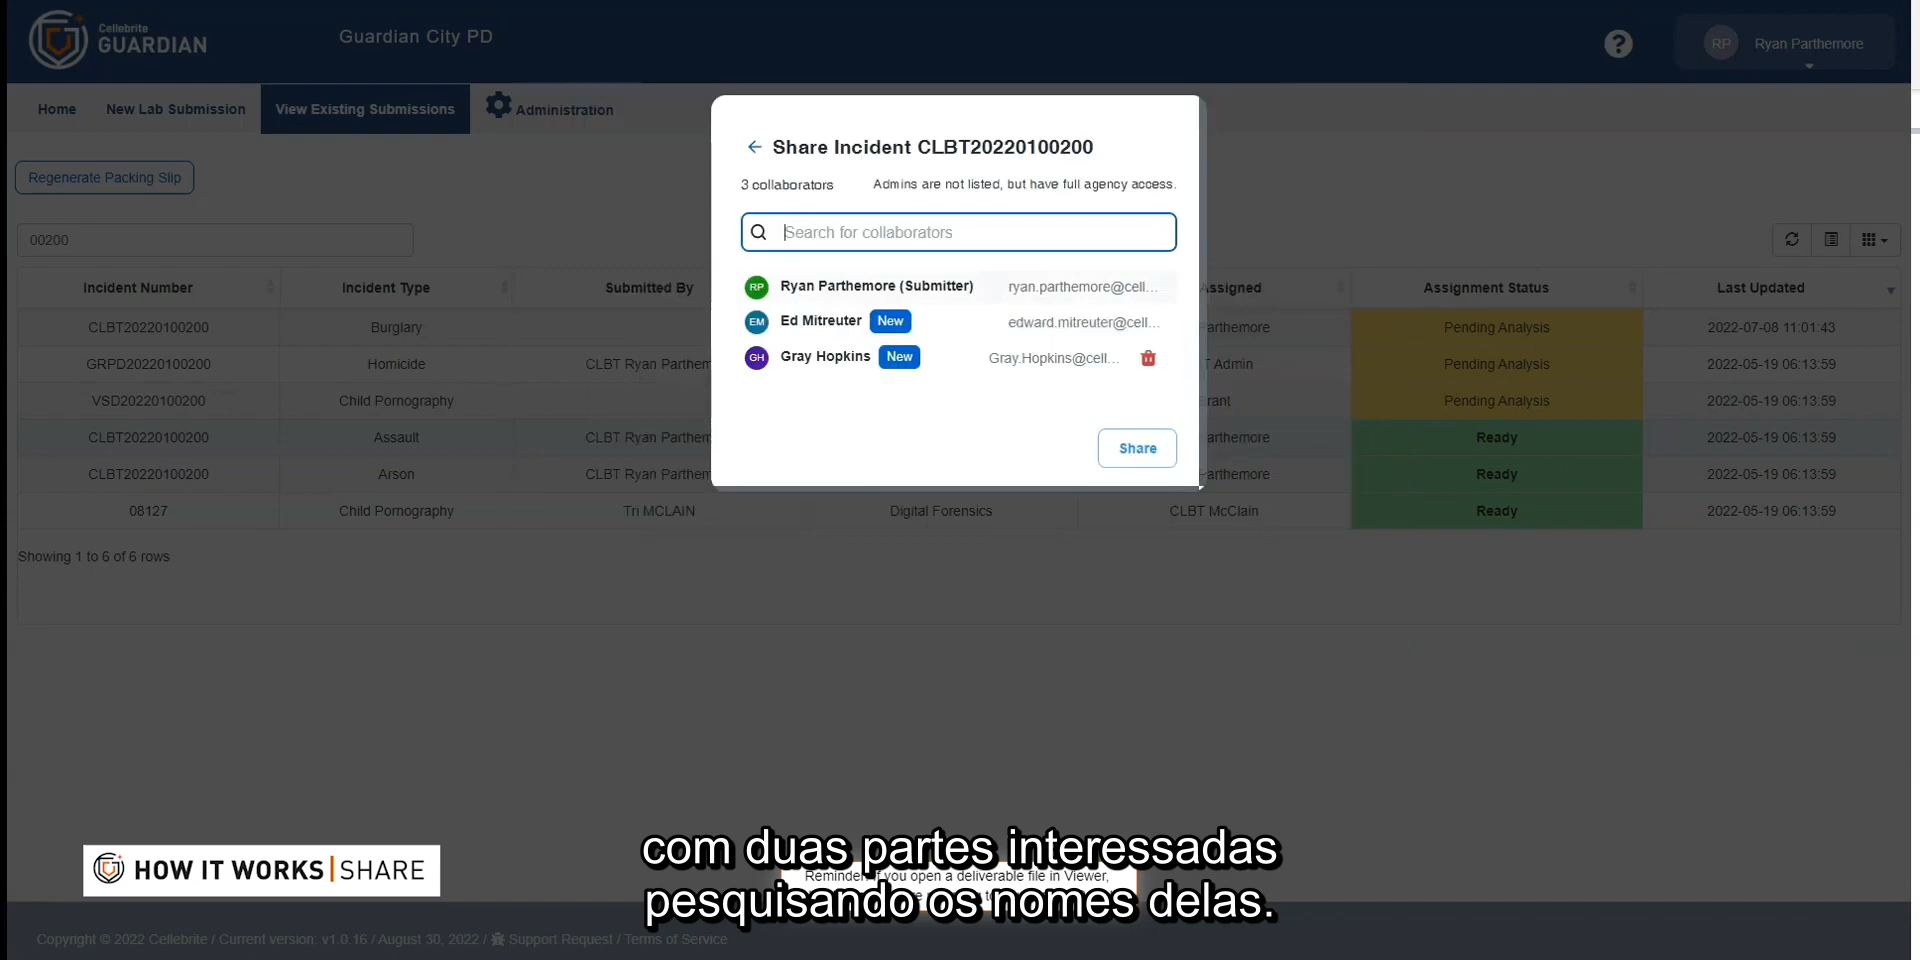 Cellebrite
GUARDIAN
Guardian City PD
RP
Ryan Parthemore
Home
New Lab Submission
View Existing Submissions
Administration
Regenerate Packing Slip
00200
Share Incident CLBT20220100200
3 collaborators
Admins are not listed, but have full agency access.
Search for collaborators
RP Ryan Parthemore (Submitter) ryan.parthemore@cell...
EM Ed Mitreuter New edward.mitreuter@cell...
GH Gray Hopkins New Gray.Hopkins@cell...
Share
Incident Number Incident Type Submitted By Assigned Assignment Status Last Updated
CLBT20220100200 Burglary Parthemore Pending Analysis 2022-07-08 11:01:43
GRPD20220100200 Homicide CLBT Ryan Parthem T Admin Pending Analysis 2022-05-19 06:13:59
VSD20220100200 Child Pornography rant Pending Analysis 2022-05-19 06:13:59
CLBT20220100200 Assault CLBT Ryan Parthem arthemore Ready 2022-05-19 06:13:59
CLBT20220100200 Arson CLBT Ryan Parthem arthemore Ready 2022-05-19 06:13:59
08127 Child Pornography Tri MCLAIN Digital Forensics CLBT McClain Ready 2022-05-19 06:13:59
Showing 1 to 6 of 6 rows
com duas partes interessadas
pesquisando os nomes delas.
Reminder: If you open a deliverable file in Viewer,
HOW IT WORKS | SHARE
Copyright © 2022 Cellebrite / Current version: v1.0.16 / August 30, 2022 / Support Request / Terms of Service